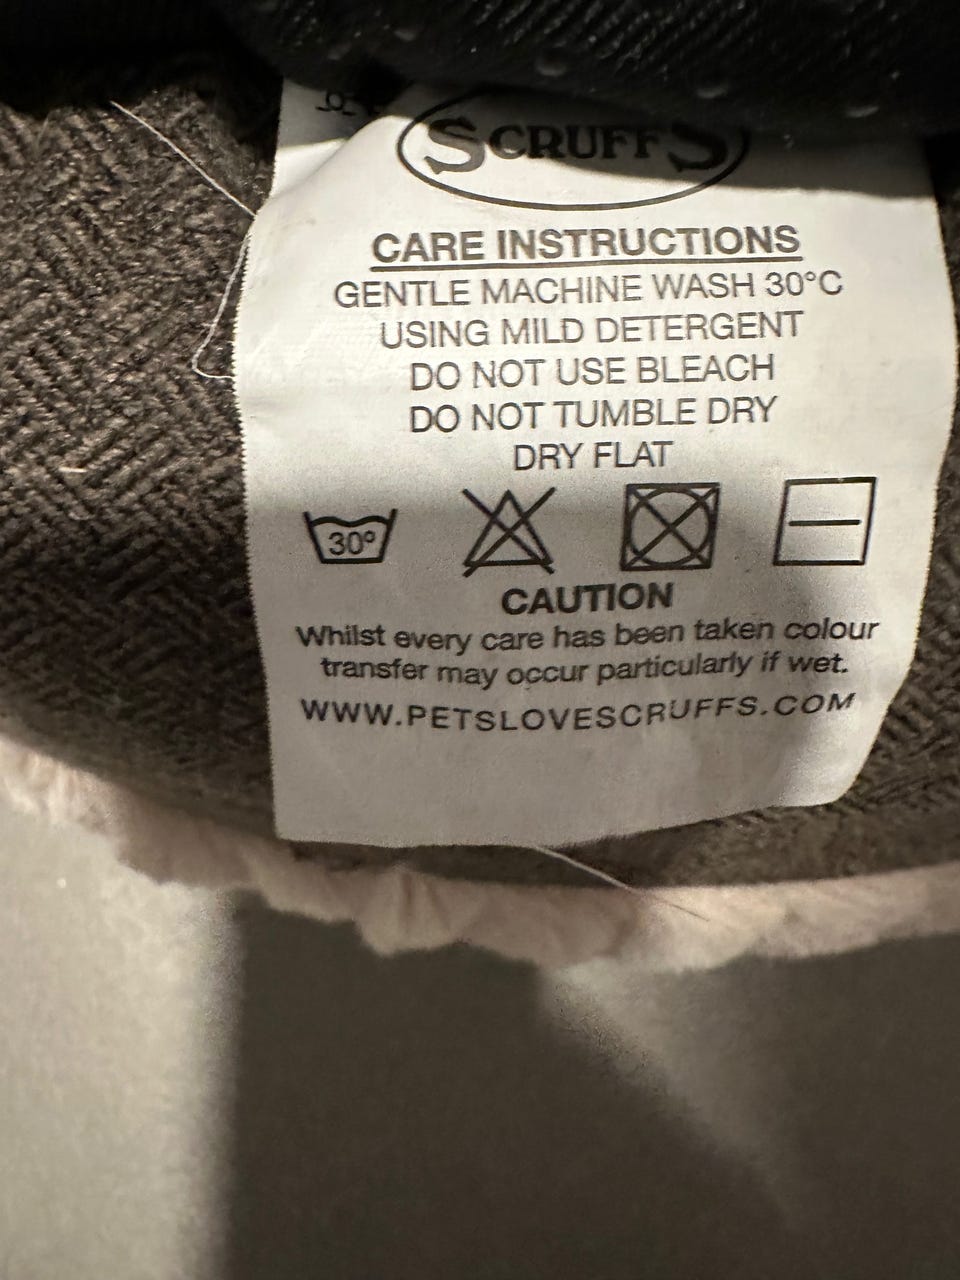 SCRUFFS
CARE INSTRUCTIONS
GENTLE MACHINE WASH 30°C
USING MILD DETERGENT
DO NOT USE BLEACH
DO NOT TUMBLE DRY
DRY FLAT
30º
CAUTION
Whilst every care has been taken colour
transfer may occur particularly if wet.
WWW.PETSLOVESCRUFFS.COM